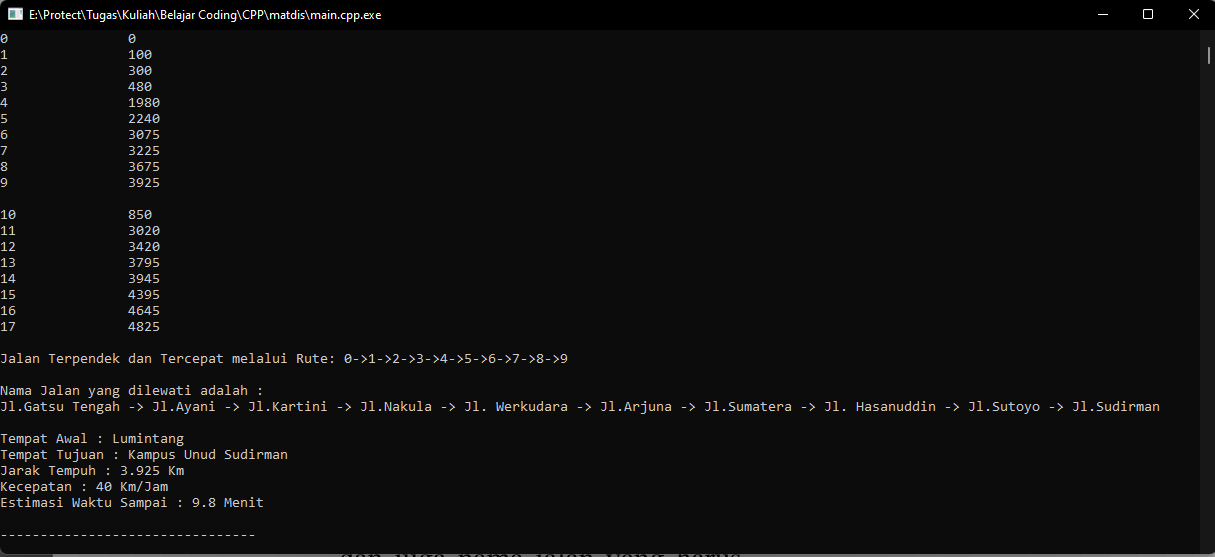 E:\Protect\Tugas\Kuliah\Belajar Coding\CPP\matdis\main.cpp.exe
0 0
1 100
2 300
3 480
4 1980
5 2240
6 3075
7 3225
8 3675
9 3925
10 850
11 3020
12 3420
13 3795
14 3945
15 4395
16 4645
17 4825
Jalan Terpendek dan Tercepat melalui Rute: 0->1->2->3->4->5->6->7->8->9
Nama Jalan yang dilewati adalah :
Jl.Gatsu Tengah -> Jl.Ayani -> Jl.Kartini -> Jl.Nakula -> Jl. Werkudara -> Jl.Arjuna -> Jl.Sumatera -> Jl. Hasanuddin -> Jl.Sutoyo -> Jl.Sudirman
Tempat Awal : Lumintang
Tempat Tujuan : Kampus Unud Sudirman
Jarak Tempuh : 3.925 Km
Kecepatan : 40 Km/Jam
Estimasi Waktu Sampai : 9.8 Menit
--------------------------------